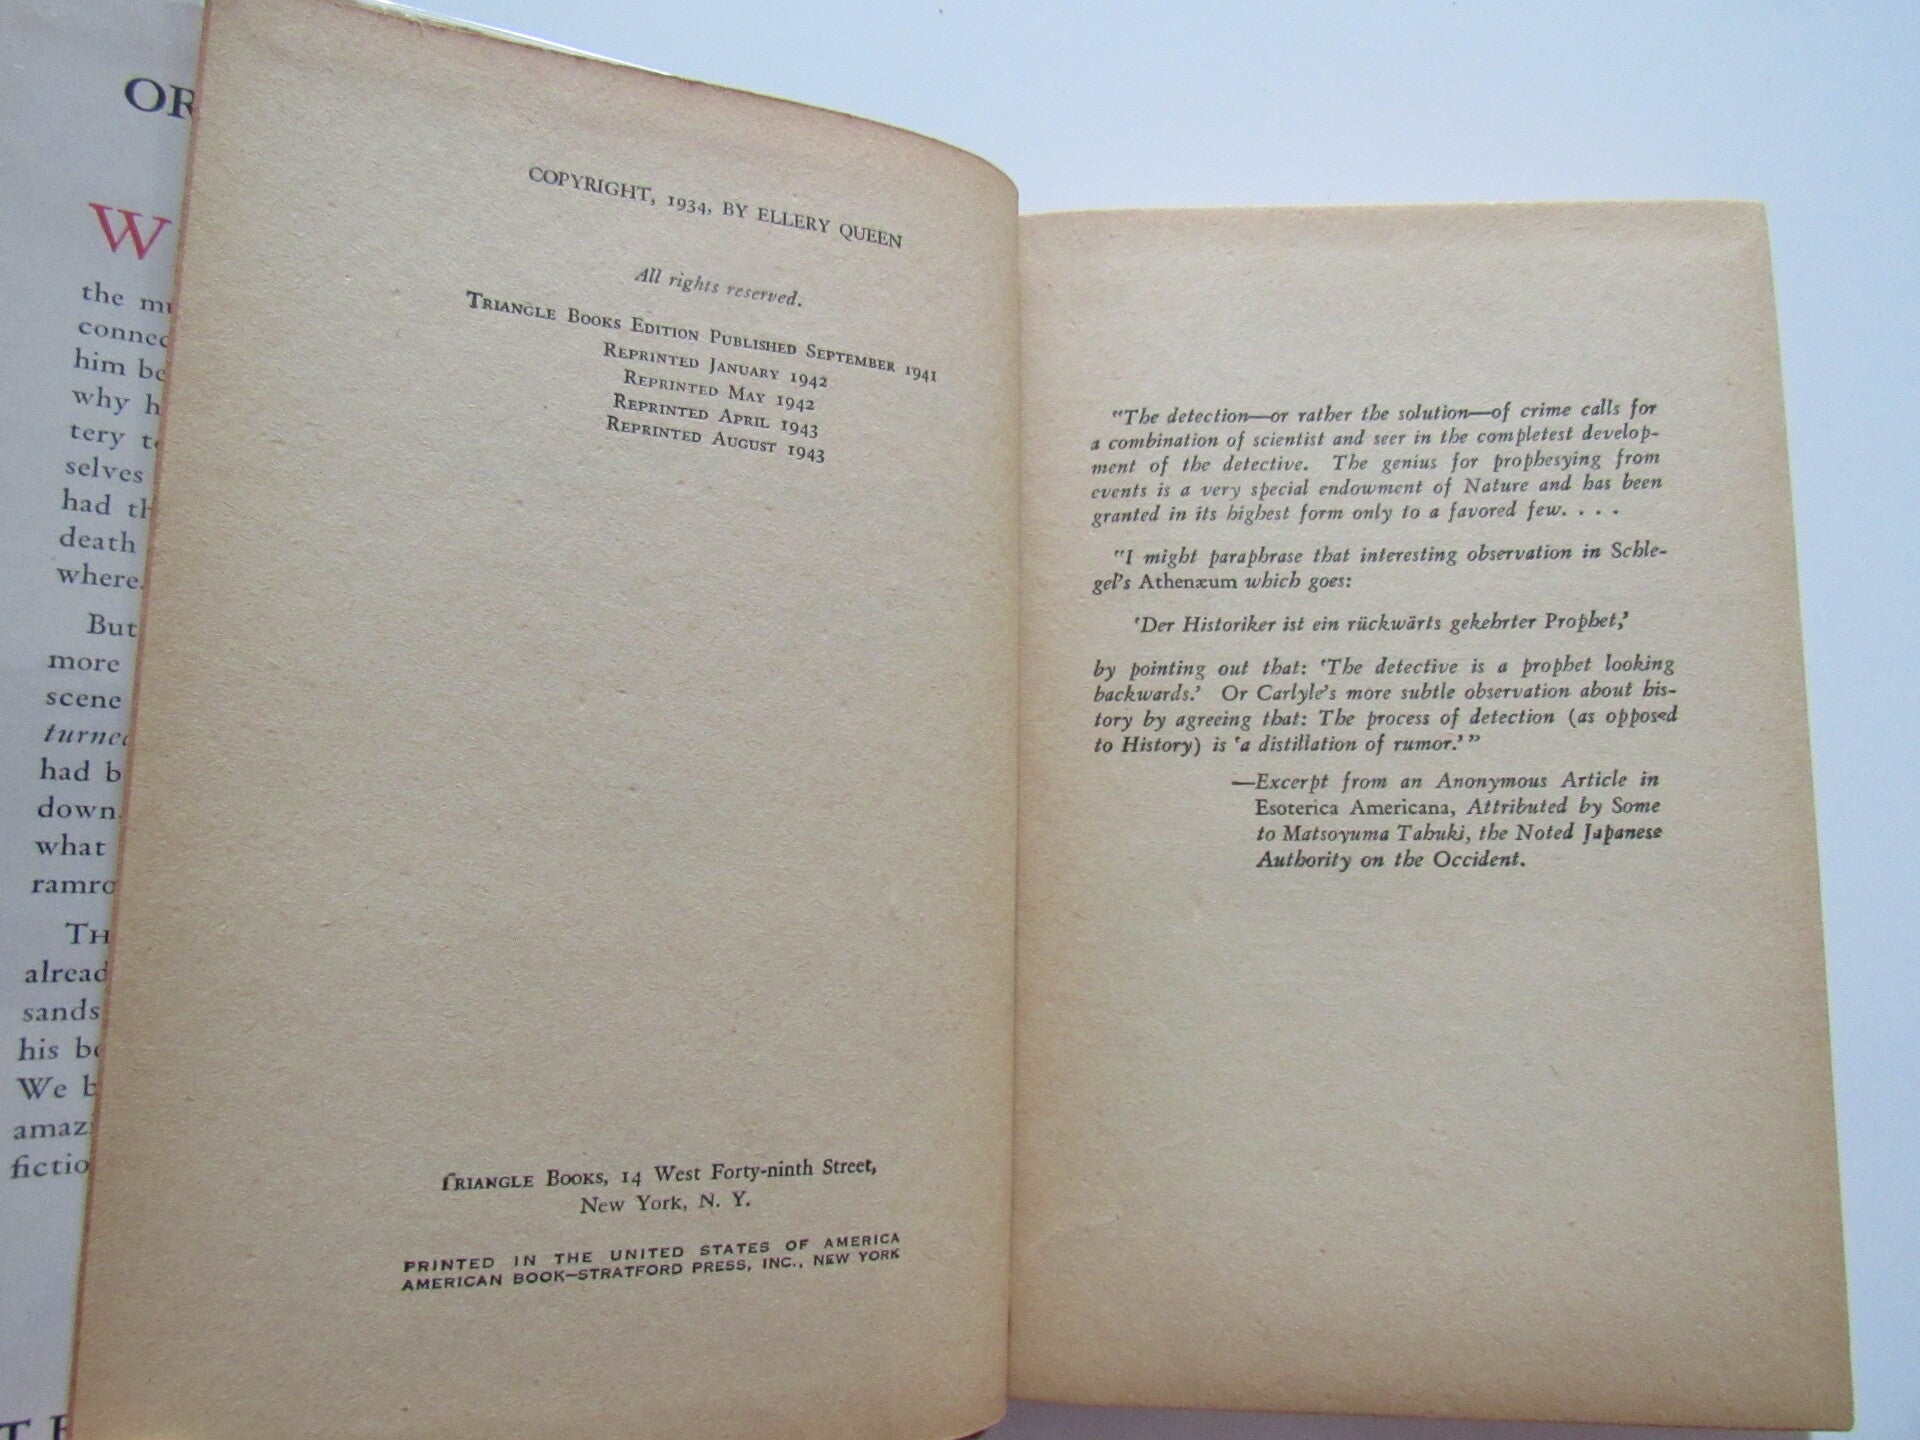 OR
W
the
connec
him be
why h
tery
selves
had th
death
where.
But
more
scene
turned
had b
down,
what
ramro
TH
alread
sands
his be
We b
amaz
fictio
COPYRIGHT, 1934, BY ELLERY QUEEN
All rights reserved.
TRIANGLE BOOKS EDITION PUBLISHED SEPTEMBER 1941
REPRINTED JANUARY 1942
REPRINTED MAY 1942
REPRINTED APRIL 1943
REPRINTED AUGUST 1943
TRIANGLE BOOKS, 14 West Forty-ninth Street,
New York, N. Y.
PRINTED IN THE UNITED STATES OF AMERICA
AMERICAN BOOK—STRATFORD PRESS, INC., NEW YORK
"The detection—or rather the solution—of crime calls for
a combination of scientist and seer in the completest develop-
ment of the detective. The genius for prophesying from
events is a very special endowment of Nature and has been
granted in its highest form only to a favored few. . . .
"I might paraphrase that interesting observation in Schle-
gel's Athenæum which goes:
'Der Historiker ist ein rückwärts gekehrter Prophet,'
by pointing out that: 'The detective is a prophet looking
backwards.' Or Carlyle's more subtle observation about his-
tory by agreeing that: The process of detection (as opposed
to History) is 'a distillation of rumor.'"
—Excerpt from an Anonymous Article in
Esoterica Americana, Attributed by Some
to Matsoyuma Tahuki, the Noted Japanese
Authority on the Occident.